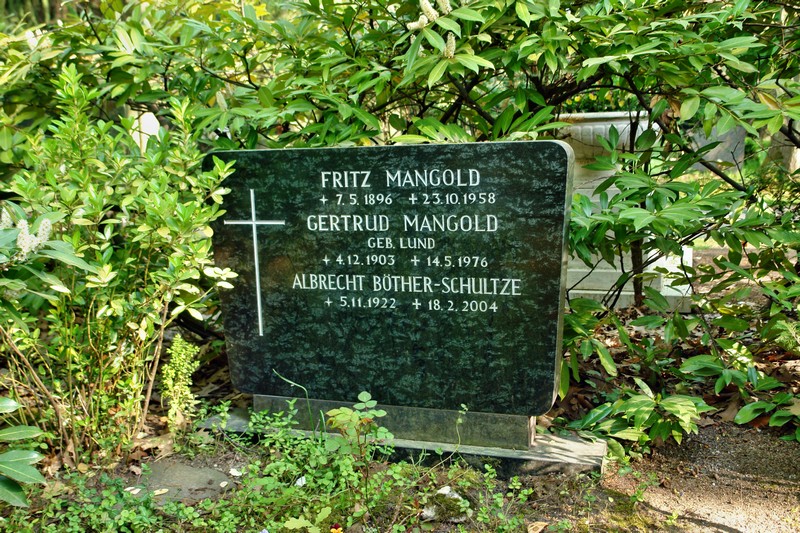 FRITZ MANGOLD
+ 7.5.1896 ✝ 23.10.1958
GERTRUD MANGOLD
GEB. LUND
+ 4.12.1903 ✝ 14.5.1976
ALBRECHT BÖTHER-SCHULTZE
+ 5.11.1922 ✝ 18.2.2004